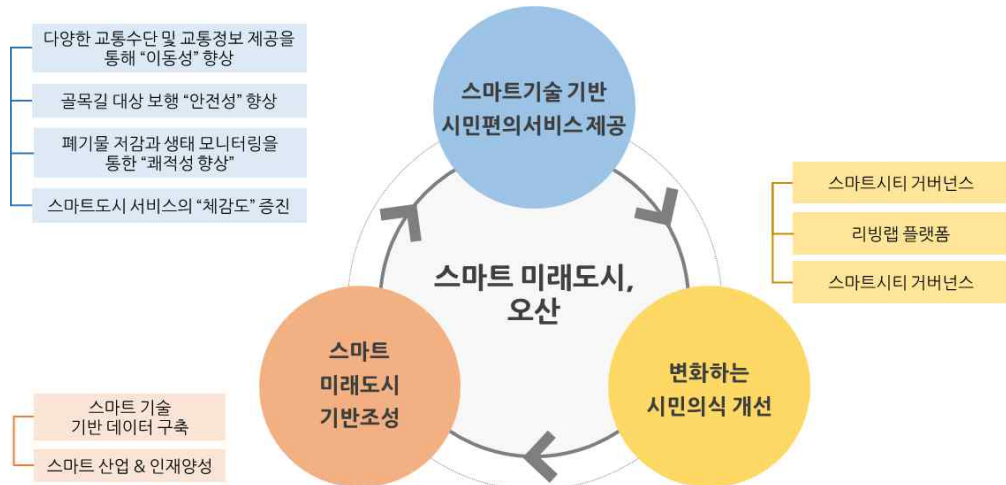 다양한 교통수단 및 교통정보 제공을
통해 “이동성” 향상
골목길 대상 보행 “안전성” 향상
폐기물 저감과 생태 모니터링을
통한 “쾌적성 향상”
스마트도시 서비스의 “체감도” 증진
스마트기술 기반
시민편의서비스 제공
스마트시티 거버넌스
리빙랩 플랫폼
스마트시티 거버넌스
스마트 미래도시,
오산
스마트
미래도시
기반조성
변화하는
시민의식 개선
스마트 기술
기반 데이터 구축
스마트 산업 & 인재양성